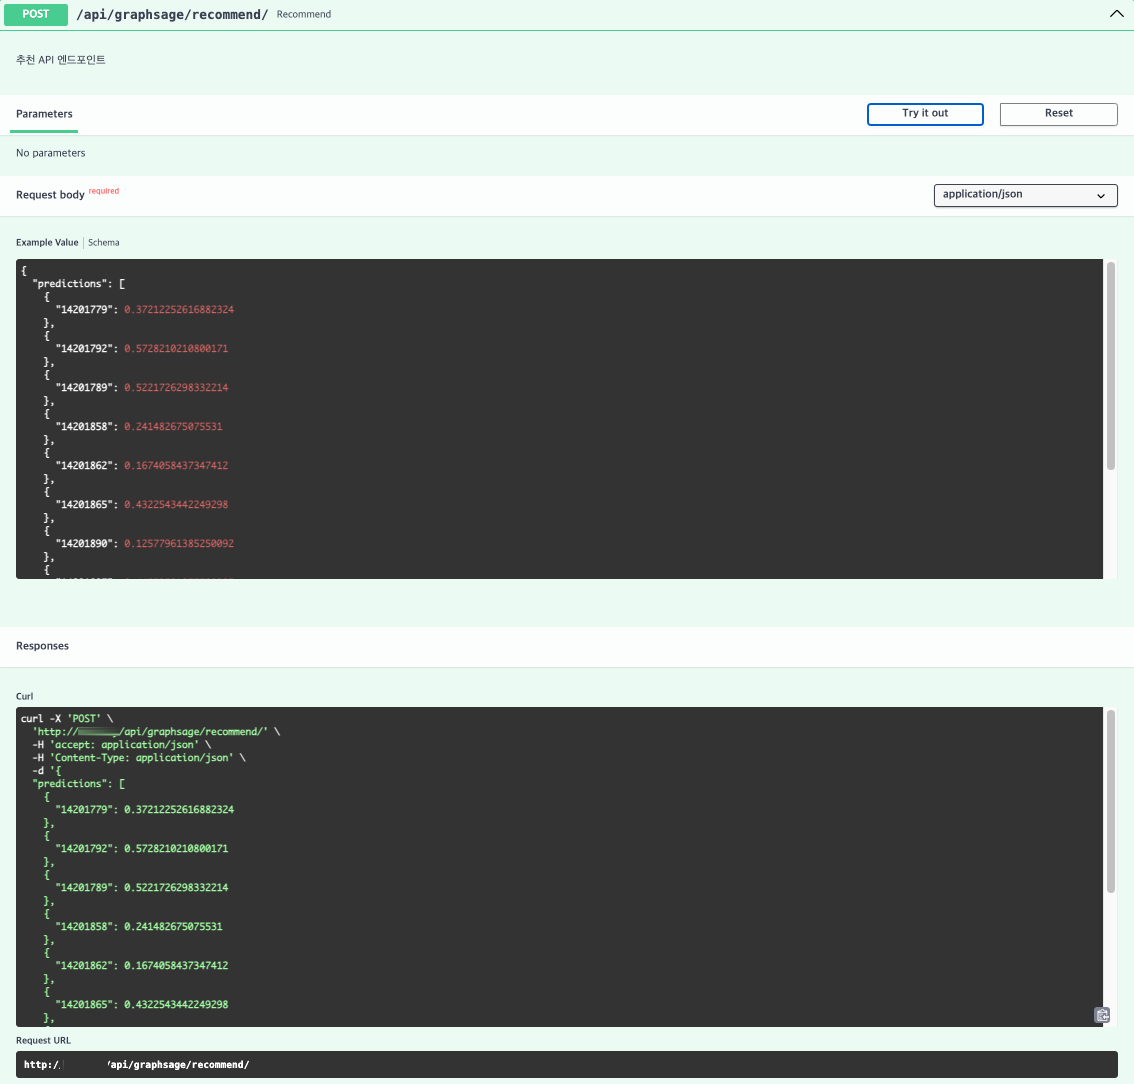 POST /api/graphsage/recommend/ Recommend
추천 API 엔드포인트
Parameters Try it out Reset
No parameters
Request body required application/json
Example Value | Schema
{
"predictions": [
{
"14201779": 0.37212252616882324
},
{
"14201792": 0.5728210210800171
},
{
"14201789": 0.5221726298332214
},
{
"14201858": 0.241482675075531
},
{
"14201862": 0.1674058437347412
},
{
"14201865": 0.4322543442249298
},
{
"14201890": 0.12577961385250092
},
{
Responses
Curl
curl -X 'POST' \
'http:///api/graphsage/recommend/' \
-H 'accept: application/json' \
-H 'Content-Type: application/json' \
-d '{
"predictions": [
{
"14201779": 0.37212252616882324
},
{
"14201792": 0.5728210210800171
},
{
"14201789": 0.5221726298332214
},
{
"14201858": 0.241482675075531
},
{
"14201862": 0.1674058437347412
},
{
"14201865": 0.4322543442249298
},
Request URL
http:/ /api/graphsage/recommend/